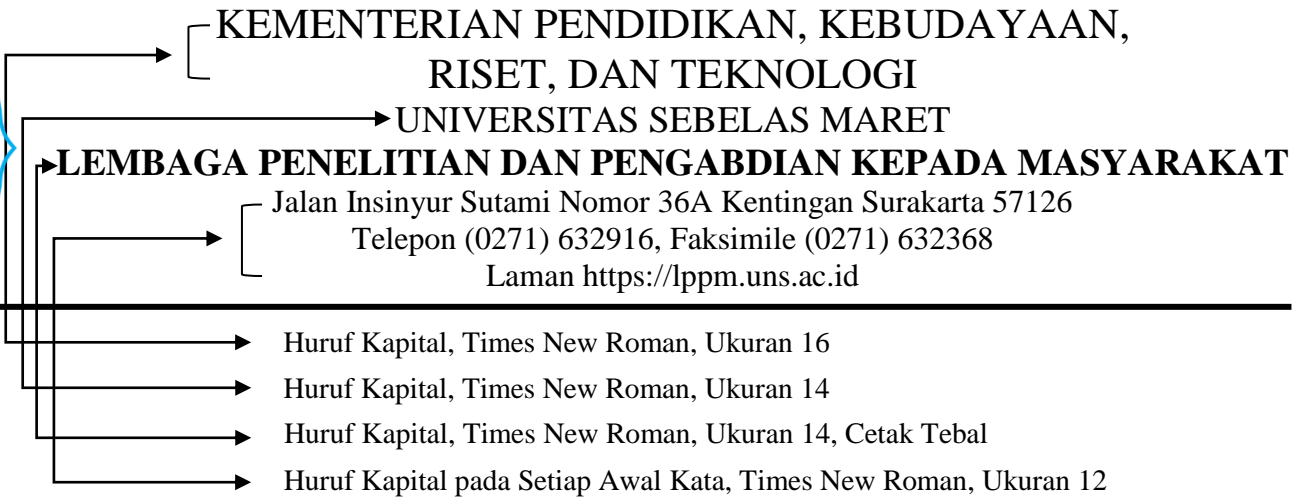 KEMENTERIAN PENDIDIKAN, KEBUDAYAAN,
RISET, DAN TEKNOLOGI
UNIVERSITAS SEBELAS MARET
LEMBAGA PENELITIAN DAN PENGABDIAN KEPADA MASYARAKAT
Jalan Insinyur Sutami Nomor 36A Kentingan Surakarta 57126
Telepon (0271) 632916, Faksimile (0271) 632368
Laman https://lppm.uns.ac.id
Huruf Kapital, Times New Roman, Ukuran 16
Huruf Kapital, Times New Roman, Ukuran 14
Huruf Kapital, Times New Roman, Ukuran 14, Cetak Tebal
Huruf Kapital pada Setiap Awal Kata, Times New Roman, Ukuran 12